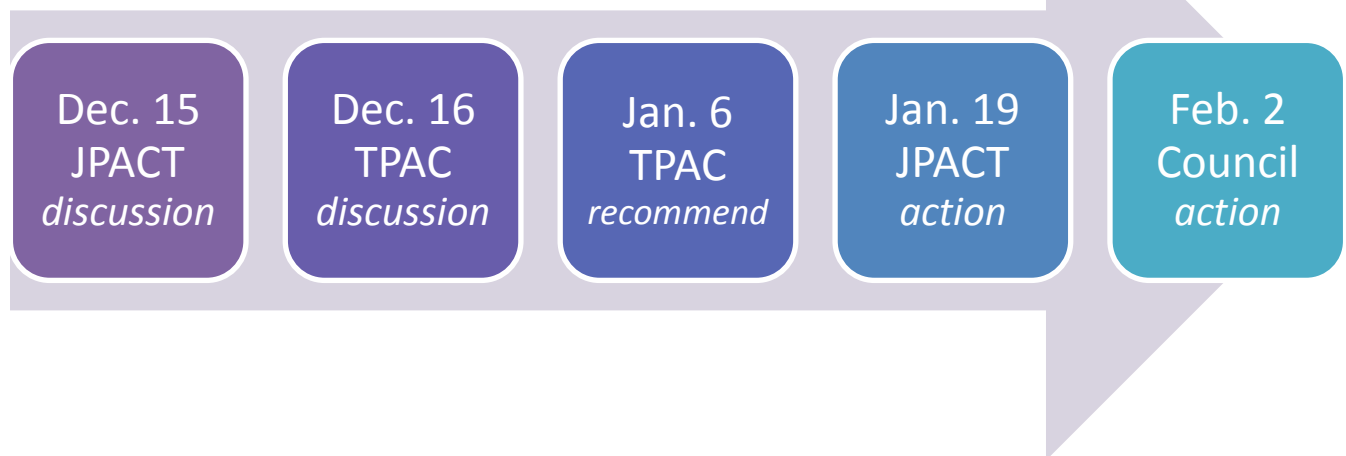 Dec. 15
JPACT
discussion
Dec. 16
TPAC
discussion
Jan. 6
TPAC
recommend
Jan. 19
JPACT
action
Feb. 2
Council
action